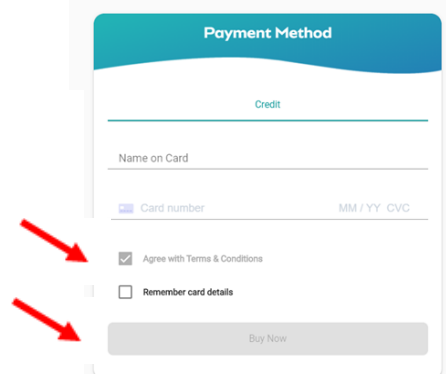 Payment Method
Credit
Name on Card
Card number MM / YY CVC
Agree with Terms & Conditions
Remember card details
Buy Now